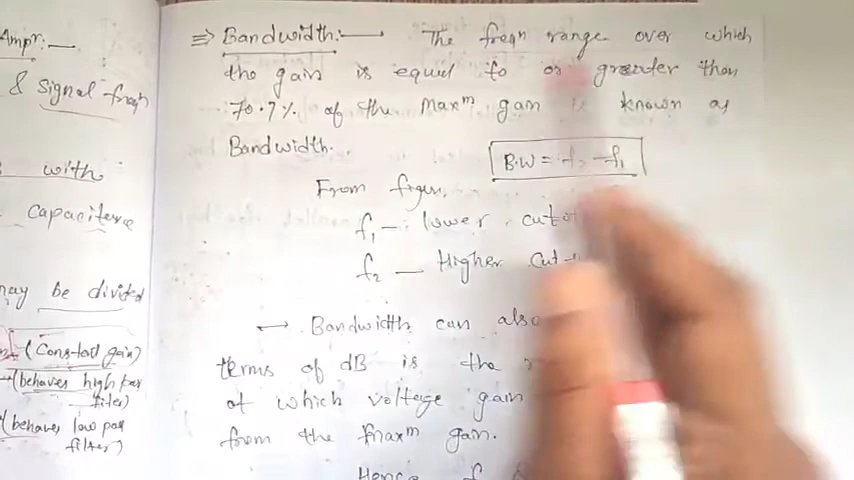 Ampr:—
& signal freqn
with
capacitence
may be divided
(Constant gain)
(behaves high pass
filter)
(behaves low pass
filter)
⇒ Bandwidth:— The freqn range over which
the gain is equal to or greater than
70.7% of the maxm gain is known as
Bandwidth.
B.W = f2 - f1
From figure,
f1 — lower cuto
f2 — Higher cut-
↔ Bandwidth can also
terms of dB is the
at which voltage gain
from the maxm gain.
Hence f